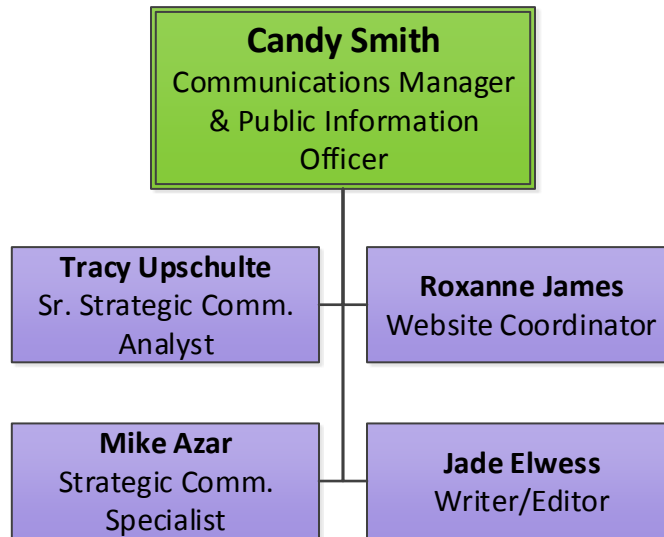 Candy Smith
Communications Manager
& Public Information
Officer
Tracy Upschulte
Sr. Strategic Comm.
Analyst
Roxanne James
Website Coordinator
Mike Azar
Strategic Comm.
Specialist
Jade Elwess
Writer/Editor